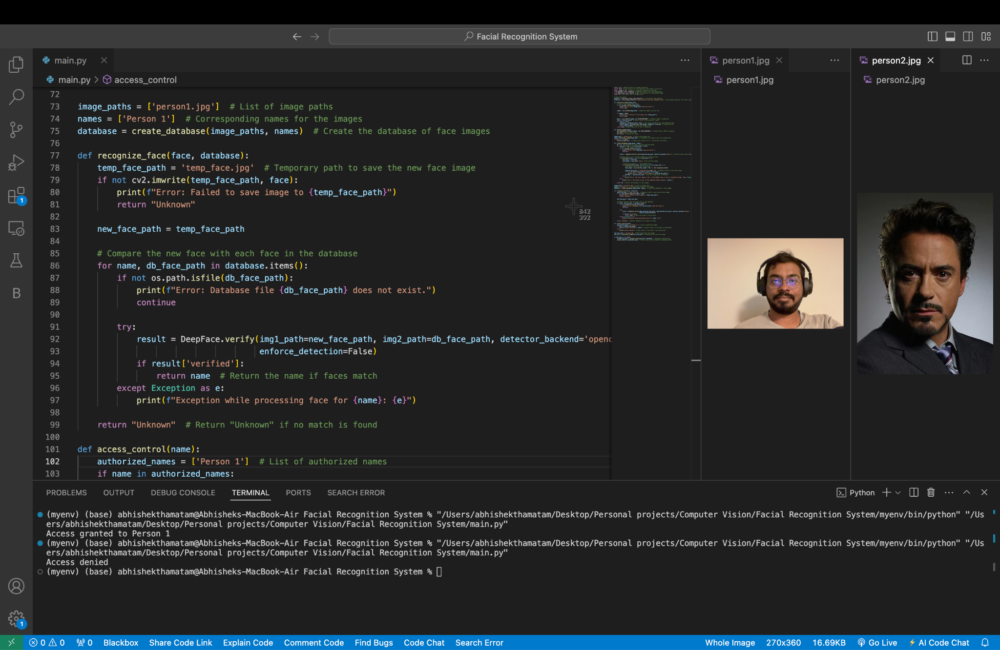 Facial Recognition System
main.py
main.py > access_control
72
73 image_paths = ['person1.jpg']  # List of image paths
74 names = ['Person 1']  # Corresponding names for the images
75 database = create_database(image_paths, names)  # Create the database of face images
76
77 def recognize_face(face, database):
78     temp_face_path = 'temp_face.jpg'  # Temporary path to save the new face image
79     if not cv2.imwrite(temp_face_path, face):
80         print(f"Error: Failed to save image to {temp_face_path}")
81         return "Unknown"
82
83     new_face_path = temp_face_path
84
85     # Compare the new face with each face in the database
86     for name, db_face_path in database.items():
87         if not os.path.isfile(db_face_path):
88             print(f"Error: Database file {db_face_path} does not exist.")
89             continue
90
91         try:
92             result = DeepFace.verify(img1_path=new_face_path, img2_path=db_face_path, detector_backend='openc
93                                      enforce_detection=False)
94             if result['verified']:
95                 return name  # Return the name if faces match
96         except Exception as e:
97             print(f"Exception while processing face for {name}: {e}")
98
99     return "Unknown"  # Return "Unknown" if no match is found
100
101 def access_control(name):
102     authorized_names = ['Person 1']  # List of authorized names
103     if name in authorized_names:
842
302
person1.jpg
person1.jpg
person2.jpg
person2.jpg
1
B
1
PROBLEMS OUTPUT DEBUG CONSOLE TERMINAL PORTS SEARCH ERROR
Python
(myenv) (base) abhishekthamatam@Abhisheks-MacBook-Air Facial Recognition System % "/Users/abhishekthamatam/Desktop/Personal projects/Computer Vision/Facial Recognition System/myenv/bin/python" "/Us
ers/abhishekthamatam/Desktop/Personal projects/Computer Vision/Facial Recognition System/main.py"
Access granted to Person 1
(myenv) (base) abhishekthamatam@Abhisheks-MacBook-Air Facial Recognition System % "/Users/abhishekthamatam/Desktop/Personal projects/Computer Vision/Facial Recognition System/myenv/bin/python" "/Us
ers/abhishekthamatam/Desktop/Personal projects/Computer Vision/Facial Recognition System/main.py"
Access denied
(myenv) (base) abhishekthamatam@Abhisheks-MacBook-Air Facial Recognition System %
0 0 0 Blackbox Share Code Link Explain Code Comment Code Find Bugs Code Chat Search Error Whole Image 270x360 16.69KB Go Live AI Code Chat